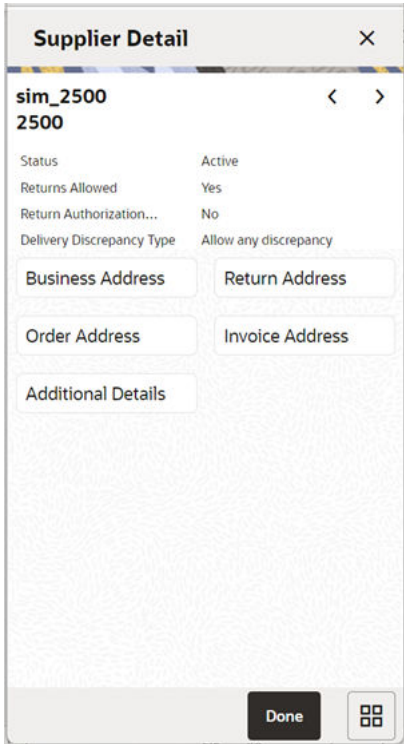 Supplier Detail
sim_2500
2500
Status Active
Returns Allowed Yes
Return Authorization... No
Delivery Discrepancy Type Allow any discrepancy
Business Address Return Address
Order Address Invoice Address
Additional Details
Done